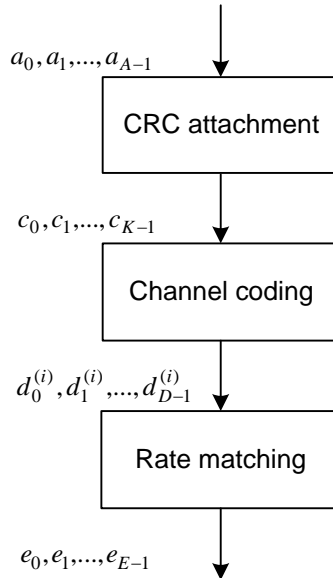 a_0, a_1,..., a_{A-1}
CRC attachment
c_0, c_1,..., c_{K-1}
Channel coding
d_0^{(i)}, d_1^{(i)},..., d_{D-1}^{(i)}
Rate matching
e_0, e_1,..., e_{E-1}